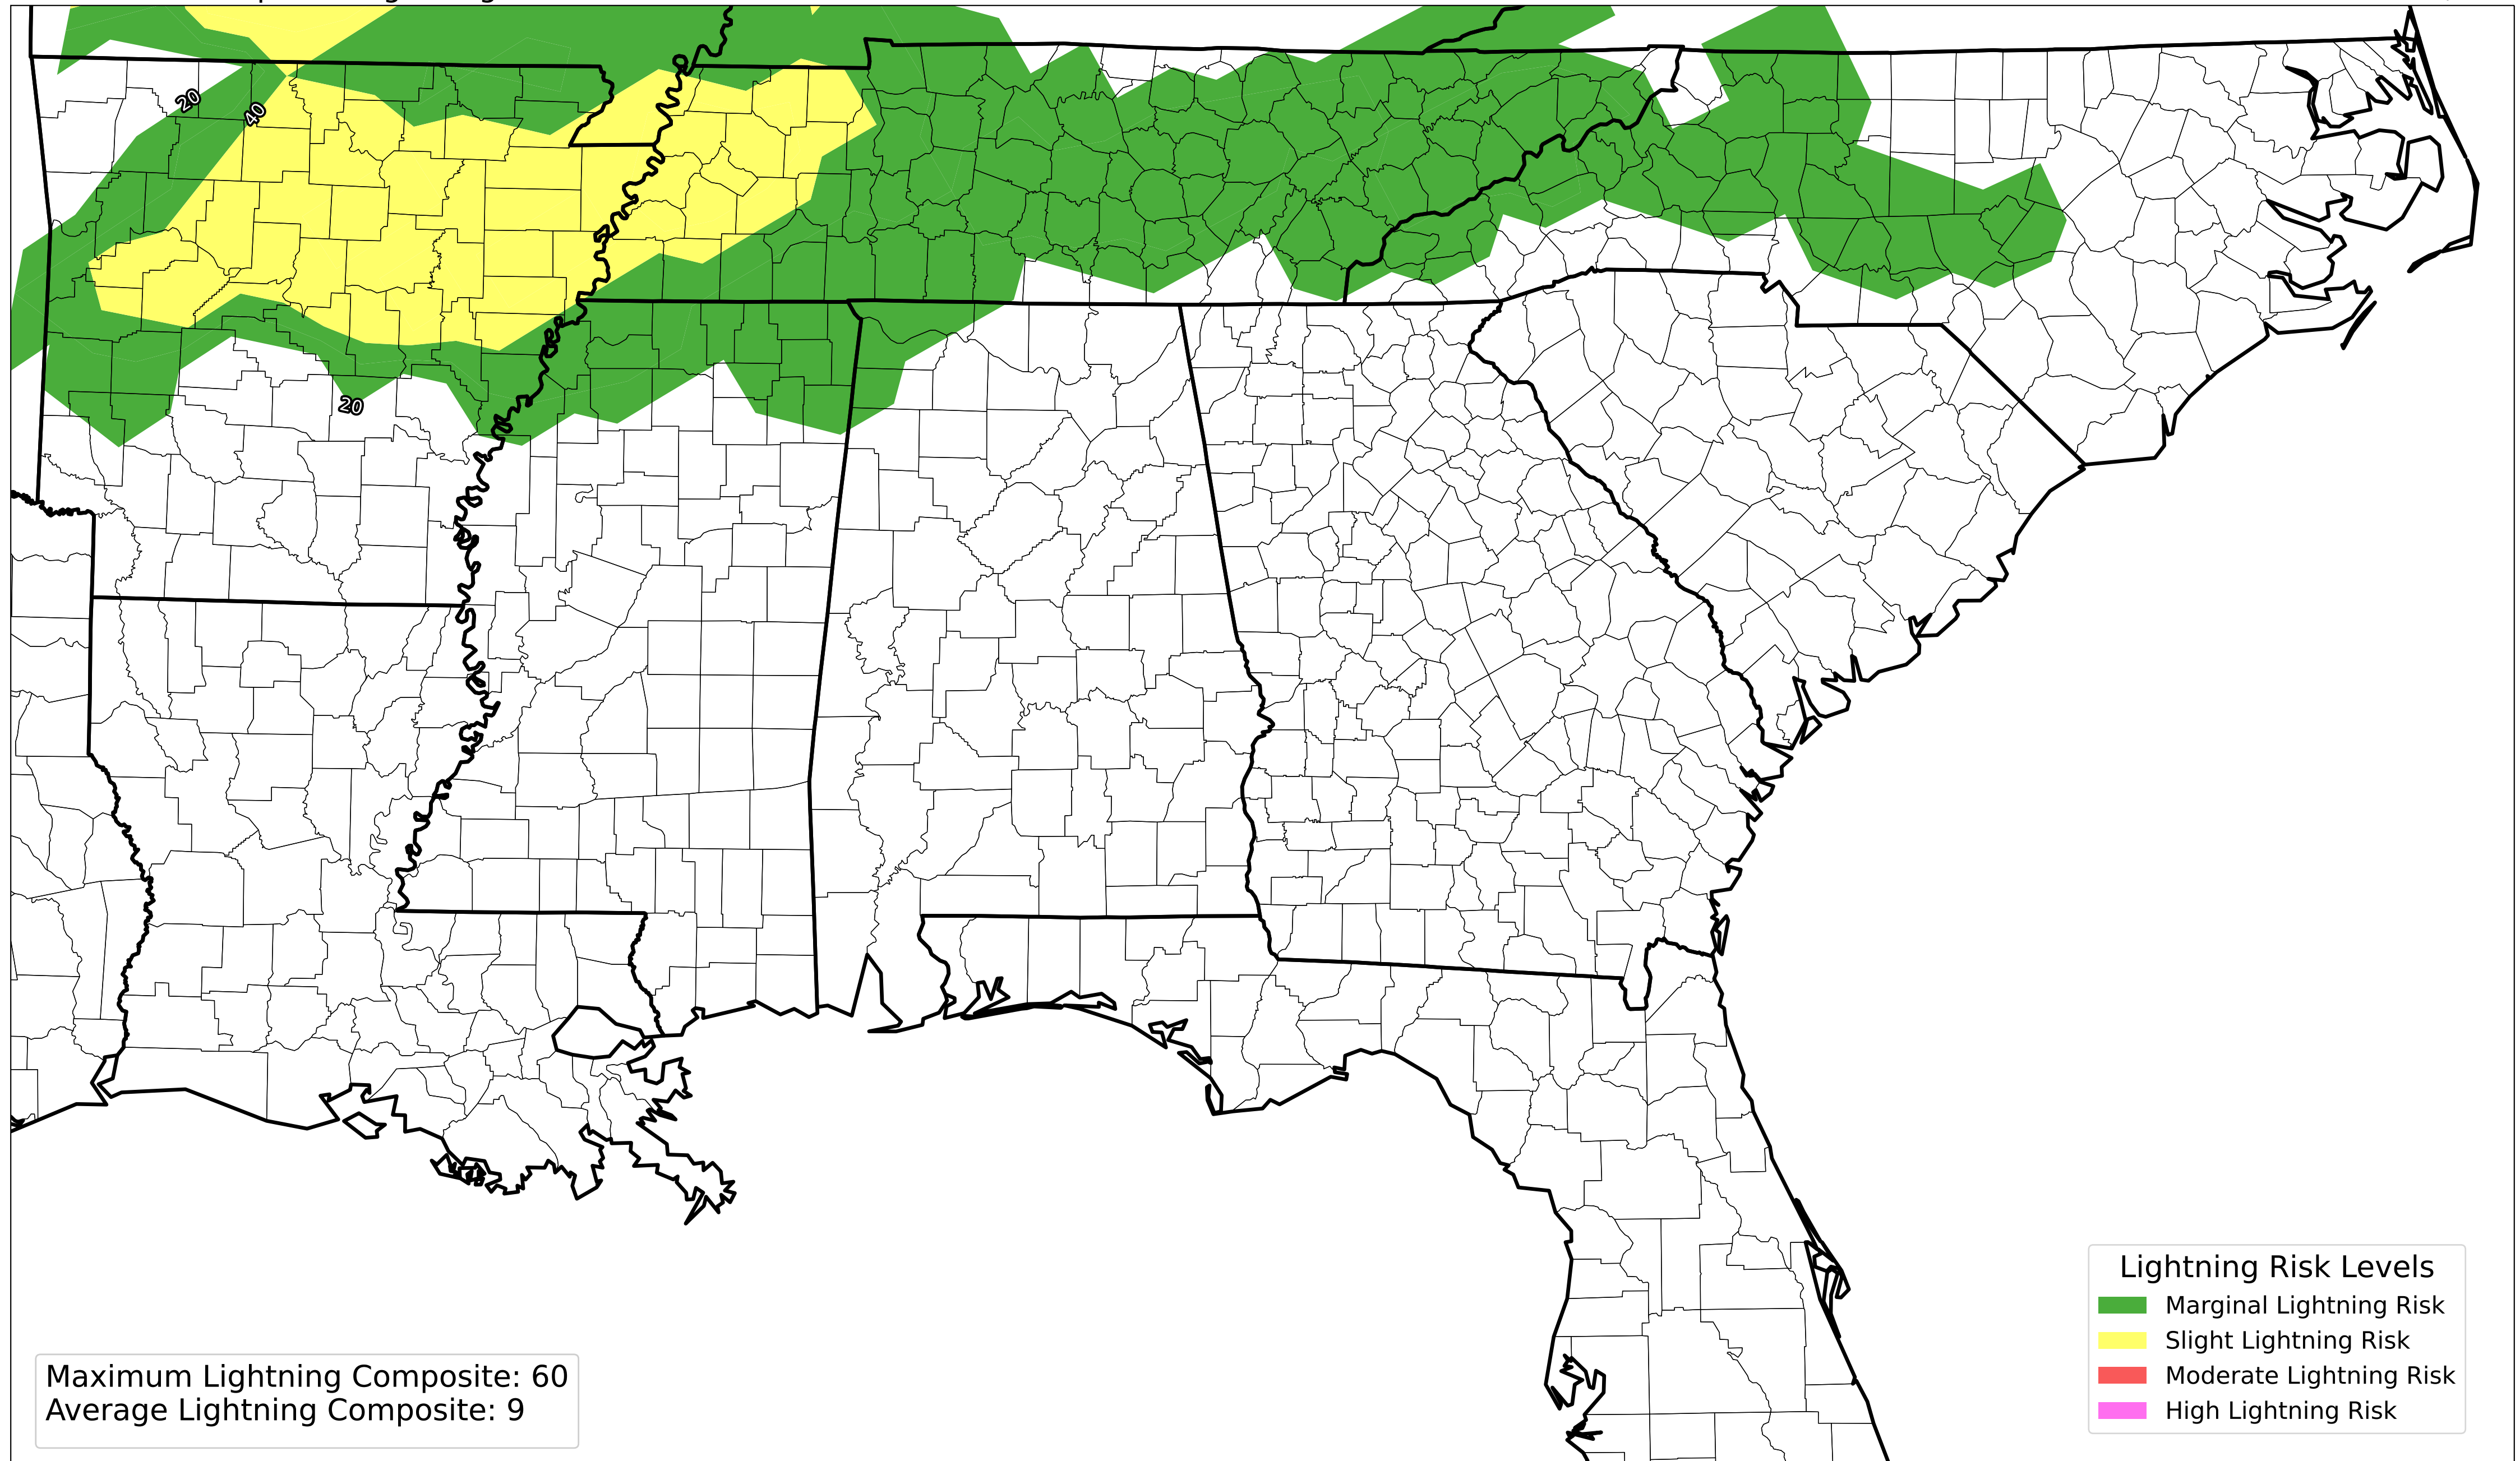 20
40
20
Lightning Risk Levels
Marginal Lightning Risk
Slight Lightning Risk
Moderate Lightning Risk
High Lightning Risk
Maximum Lightning Composite: 60
Average Lightning Composite: 9